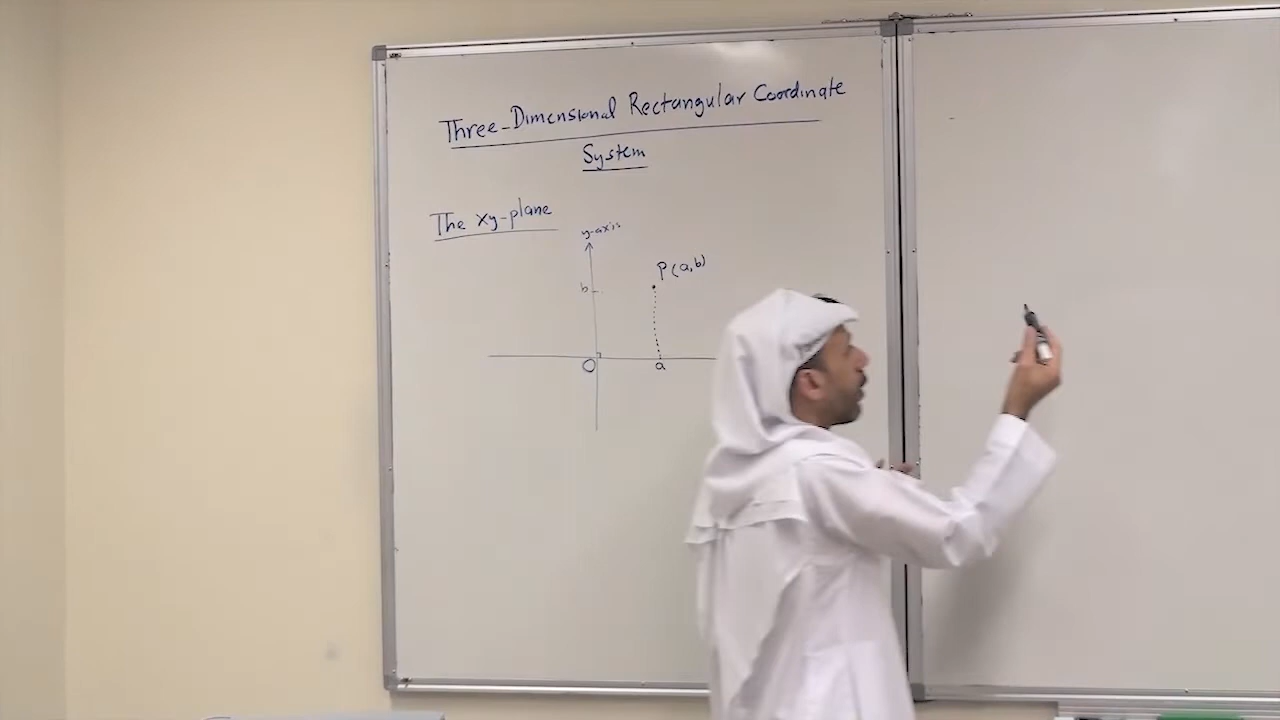 Three-Dimensional Rectangular Coordinate
System
The xy-plane
y-axis
P(a,b)
b
O
a